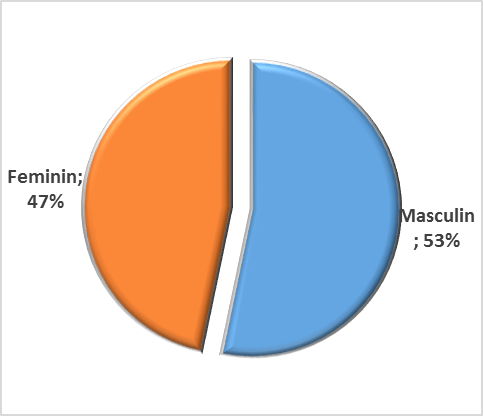 Feminin;
47%
Masculin
; 53%